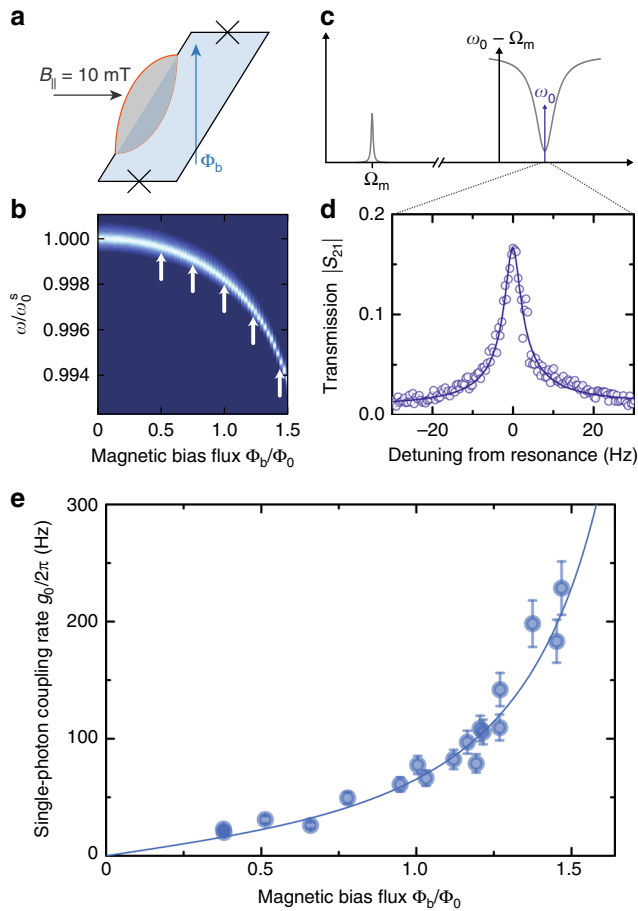 a
B|| = 10 mT
Φb
c
ω0 − Ωm
ω0
Ωm
b
ω/ω0s
1.000
0.998
0.996
0.994
0 0.5 1.0 1.5
Magnetic bias flux Φb/Φ0
d
Transmission |S21|
0.2
0.1
0.0
−20 0 20
Detuning from resonance (Hz)
e
Single-photon coupling rate g0/2π (Hz)
300
200
100
0
0 0.5 1.0 1.5
Magnetic bias flux Φb/Φ0